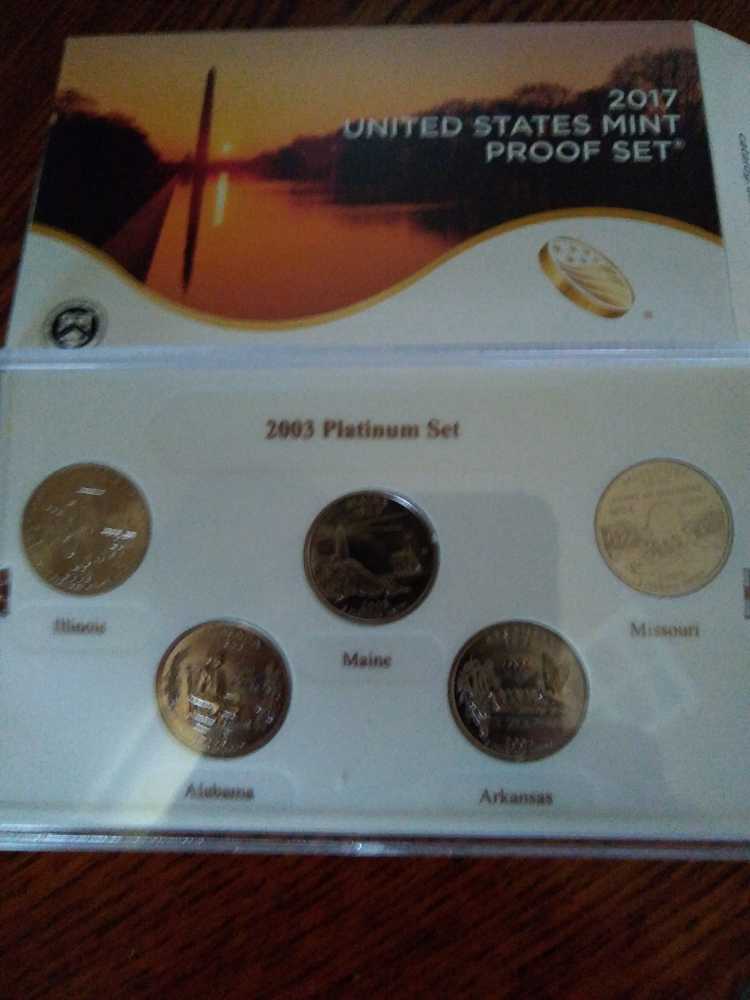 2017
UNITED STATES MINT
PROOF SET®
2003 Platinum Set
Illinois
Maine
Missouri
Alabama
Arkansas